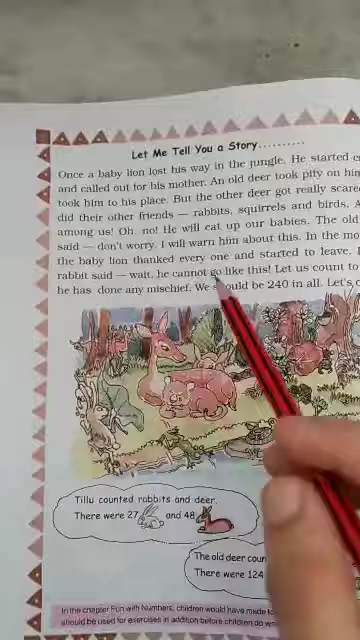 Let Me Tell You a Story..........
Once a baby lion lost his way in the jungle. He started
and called out for his mother. An old deer took pity on him
took him to his place. But the other deer got really scared
did their other friends — rabbits, squirrels and birds.
among us! Oh, no! He will eat up our babies. The old
said — don't worry. I will warn him about this. In the
the baby lion thanked every one and started to leave.
rabbit said — wait, he cannot go like this! Let us count to
he has done any mischief. We should be 240 in all. Let's
Tillu counted rabbits and deer.
There were 27 and 48
The old deer
There were 124
In the chapter Fun with Numbers, children would have made
should be used for exercises in addition before children do